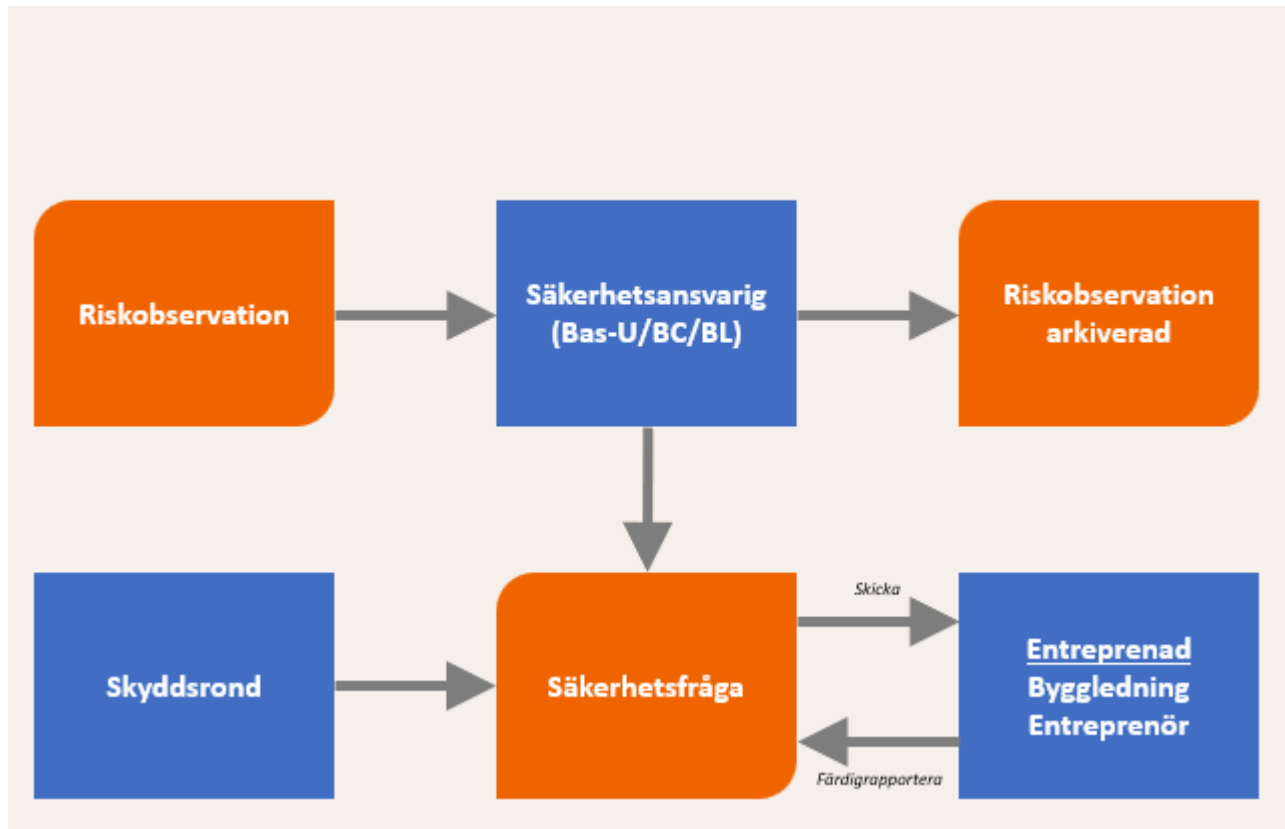 Riskobservation
Säkerhetsansvarig
(Bas-U/BC/BL)
Riskobservation
arkiverad
Skyddsrond
Säkerhetsfråga
Skicka
Färdigrapportera
Entreprenad
Byggledning
Entreprenör